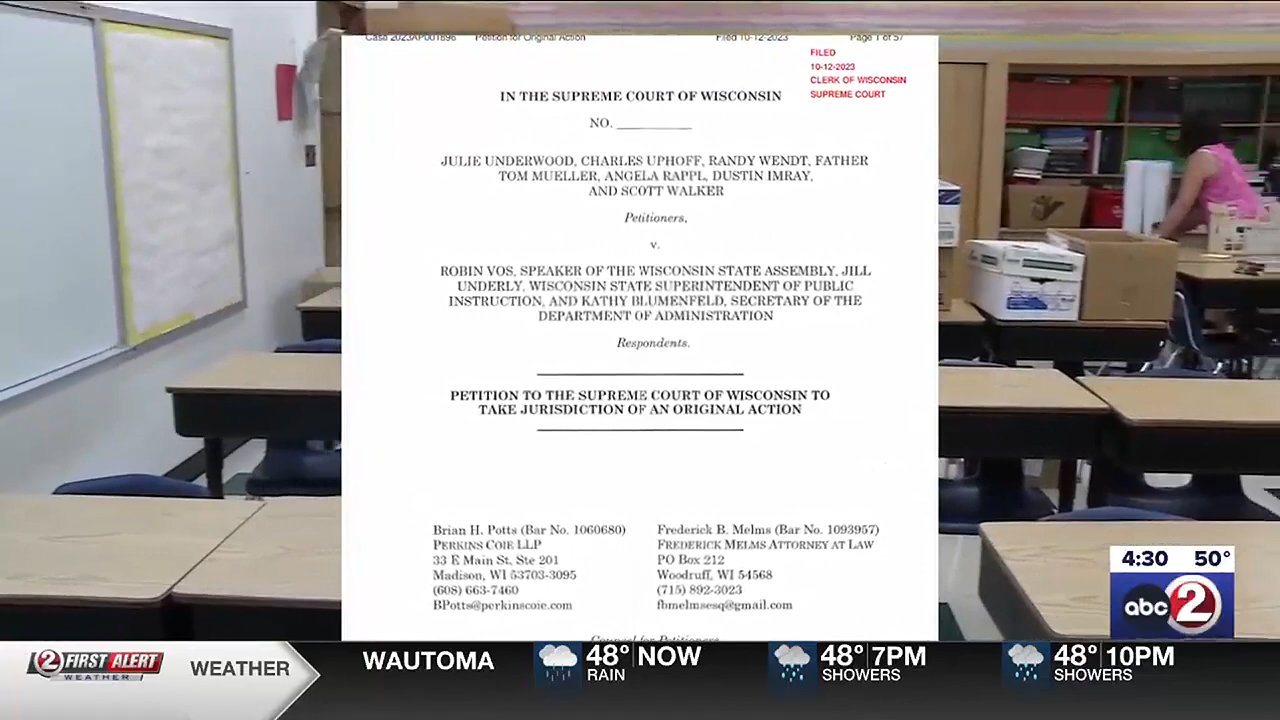 Case 2023AP001896 Petition for Original Action Filed 10-12-2023 Page 1 of 57
FILED
10-12-2023
CLERK OF WISCONSIN
SUPREME COURT
IN THE SUPREME COURT OF WISCONSIN
NO.
JULIE UNDERWOOD, CHARLES UPHOFF, RANDY WENDT, FATHER
TOM MUELLER, ANGELA RAPPL, DUSTIN IMRAY,
AND SCOTT WALKER
Petitioners,
v.
ROBIN VOS, SPEAKER OF THE WISCONSIN STATE ASSEMBLY, JILL
UNDERLY, WISCONSIN STATE SUPERINTENDENT OF PUBLIC
INSTRUCTION, AND KATHY BLUMENFELD, SECRETARY OF THE
DEPARTMENT OF ADMINISTRATION
Respondents.
PETITION TO THE SUPREME COURT OF WISCONSIN TO
TAKE JURISDICTION OF AN ORIGINAL ACTION
Brian H. Potts (Bar No. 1060680)
PERKINS COIE LLP
33 E Main St, Ste 201
Madison, WI 53703-3095
(608) 663-7460
BPotts@perkinscoie.com
Frederick B. Melms (Bar No. 1093957)
FREDERICK MELMS ATTORNEY AT LAW
PO Box 212
Woodruff, WI 54568
(715) 892-3023
fbmelmsesq@gmail.com
Counsel for Petitioners
4:30 50°
abc 2
2 FIRST ALERT
WEATHER
WEATHER
WAUTOMA
48° NOW
RAIN
48° 7PM
SHOWERS
48° 10PM
SHOWERS